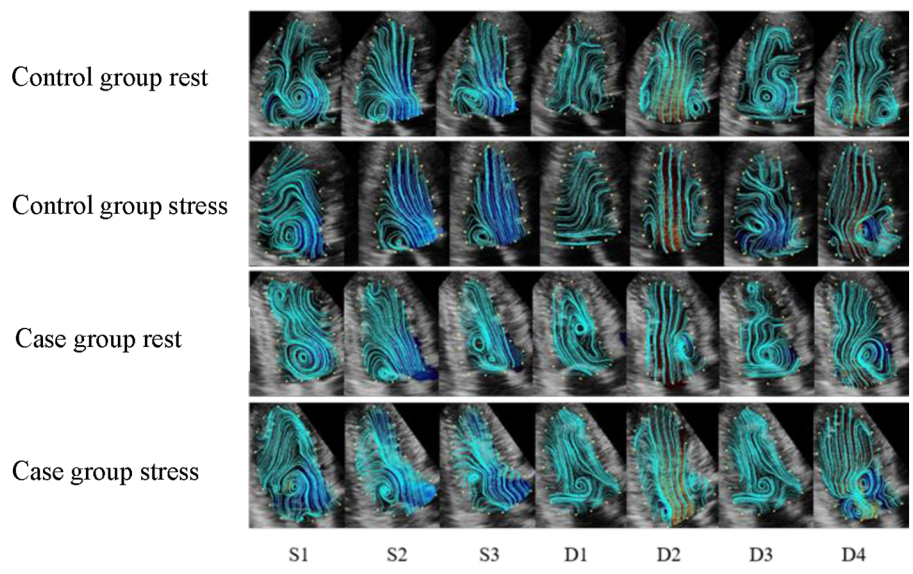 Control group rest
Control group stress
Case group rest
Case group stress
S1 S2 S3 D1 D2 D3 D4